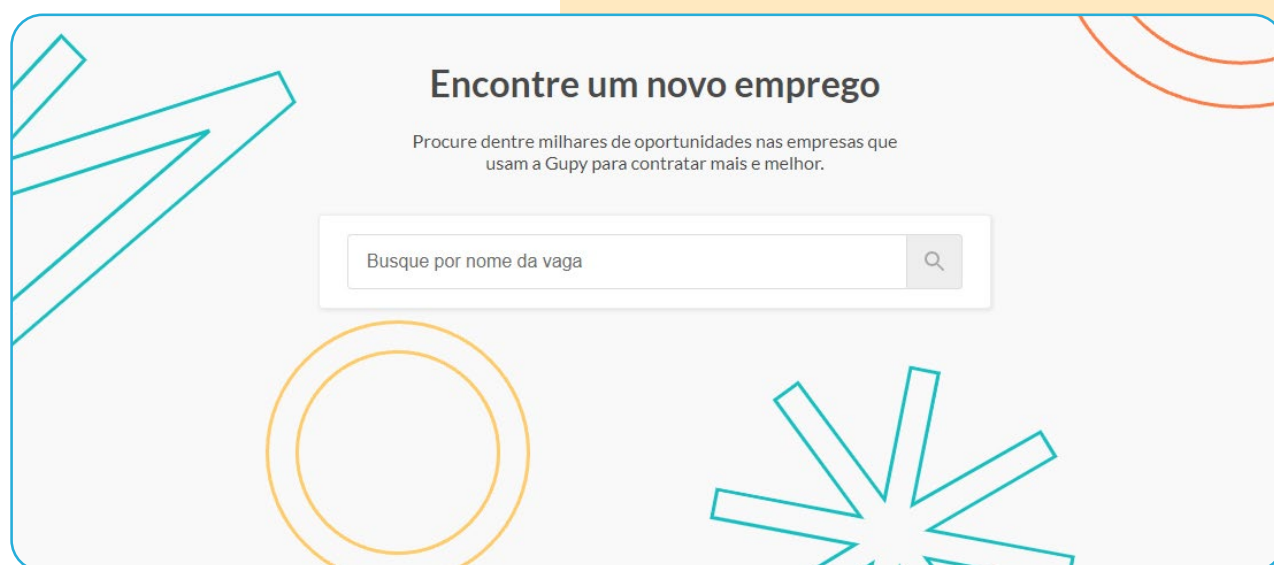 Encontre um novo emprego
Procure dentre milhares de oportunidades nas empresas que
usam a Gupy para contratar mais e melhor.
Busque por nome da vaga